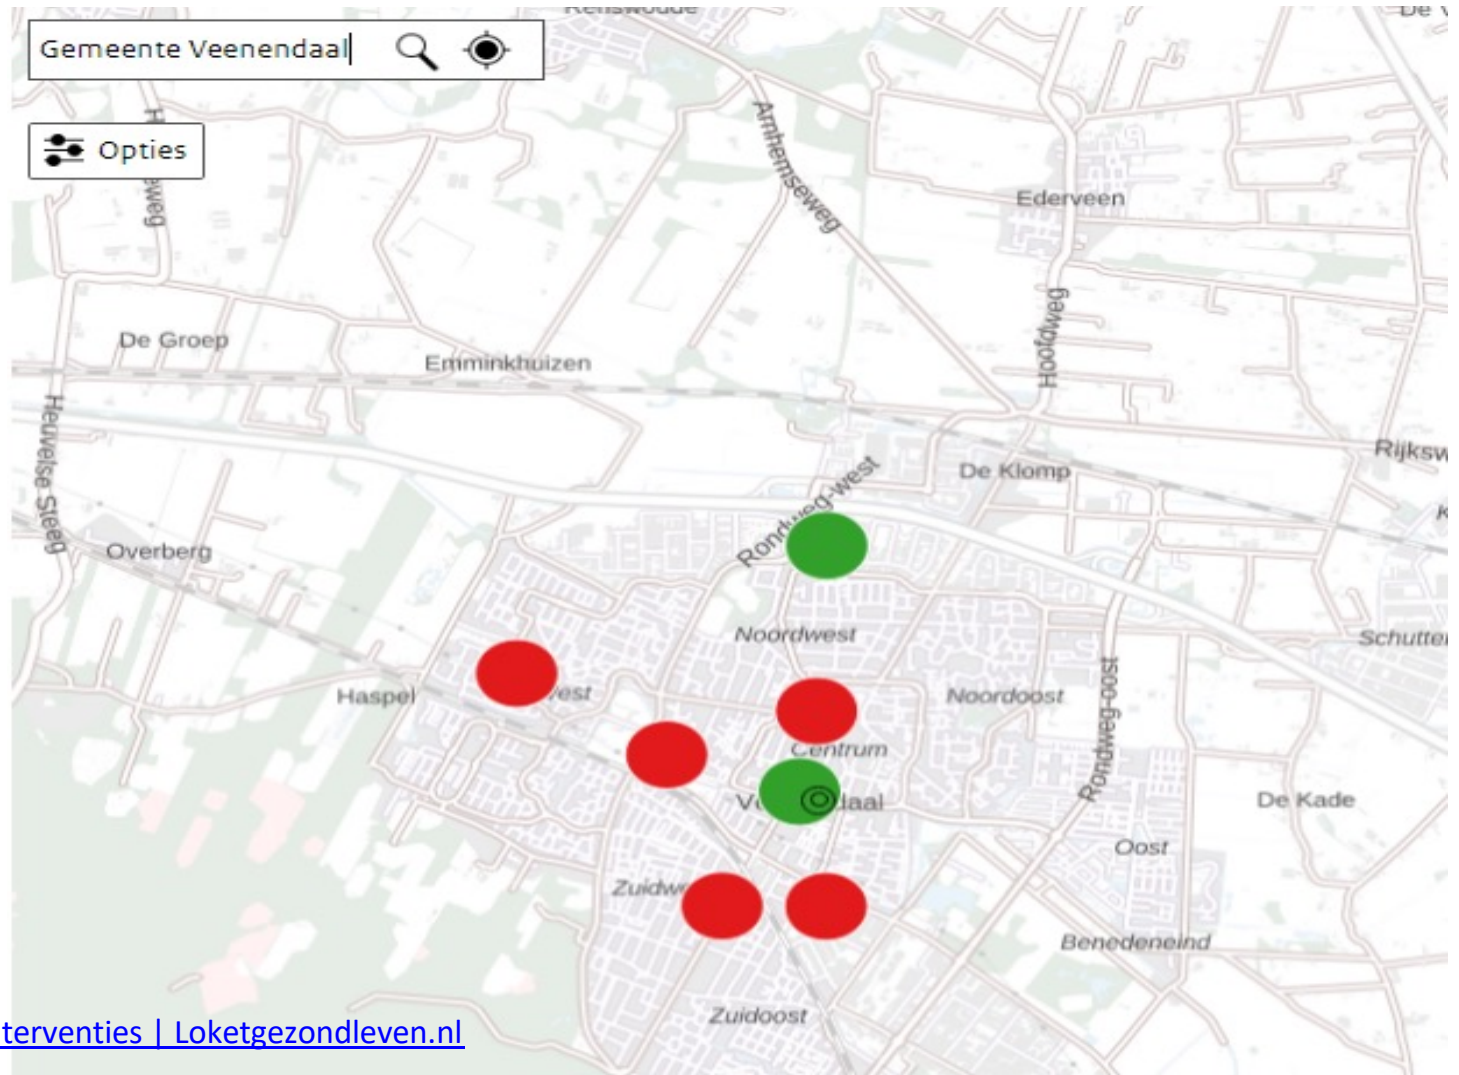 Renswoude
Gemeente Veenendaal
Opties
Arnhemseweg
Ederveen
Hoofdweg
De Groep
Emminkhuizen
Heuvelse Steeg
Rijksw
De Klomp
Rondweg-west
Overberg
Noordwest
Schutter
Haspel
Noordoost
Rondweg-oost
Centrum
De Kade
Oost
Benedeneind
Zuidoost
terventies | Loketgezondleven.nl